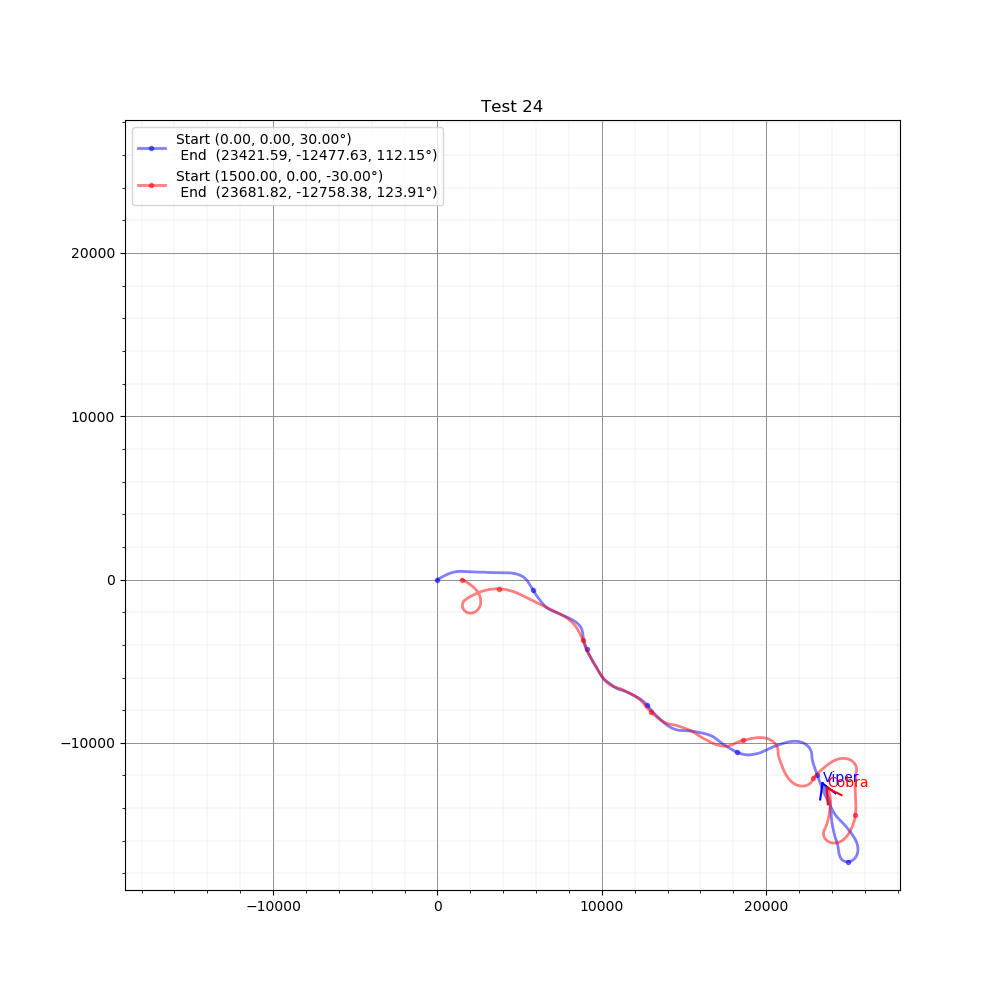 Test 24
Start (0.00, 0.00, 30.00°)
End  (23421.59, -12477.63, 112.15°)
Start (1500.00, 0.00, -30.00°)
End  (23681.82, -12758.38, 123.91°)
20000
10000
0
−10000
Viper
Cobra
−10000
0
10000
20000